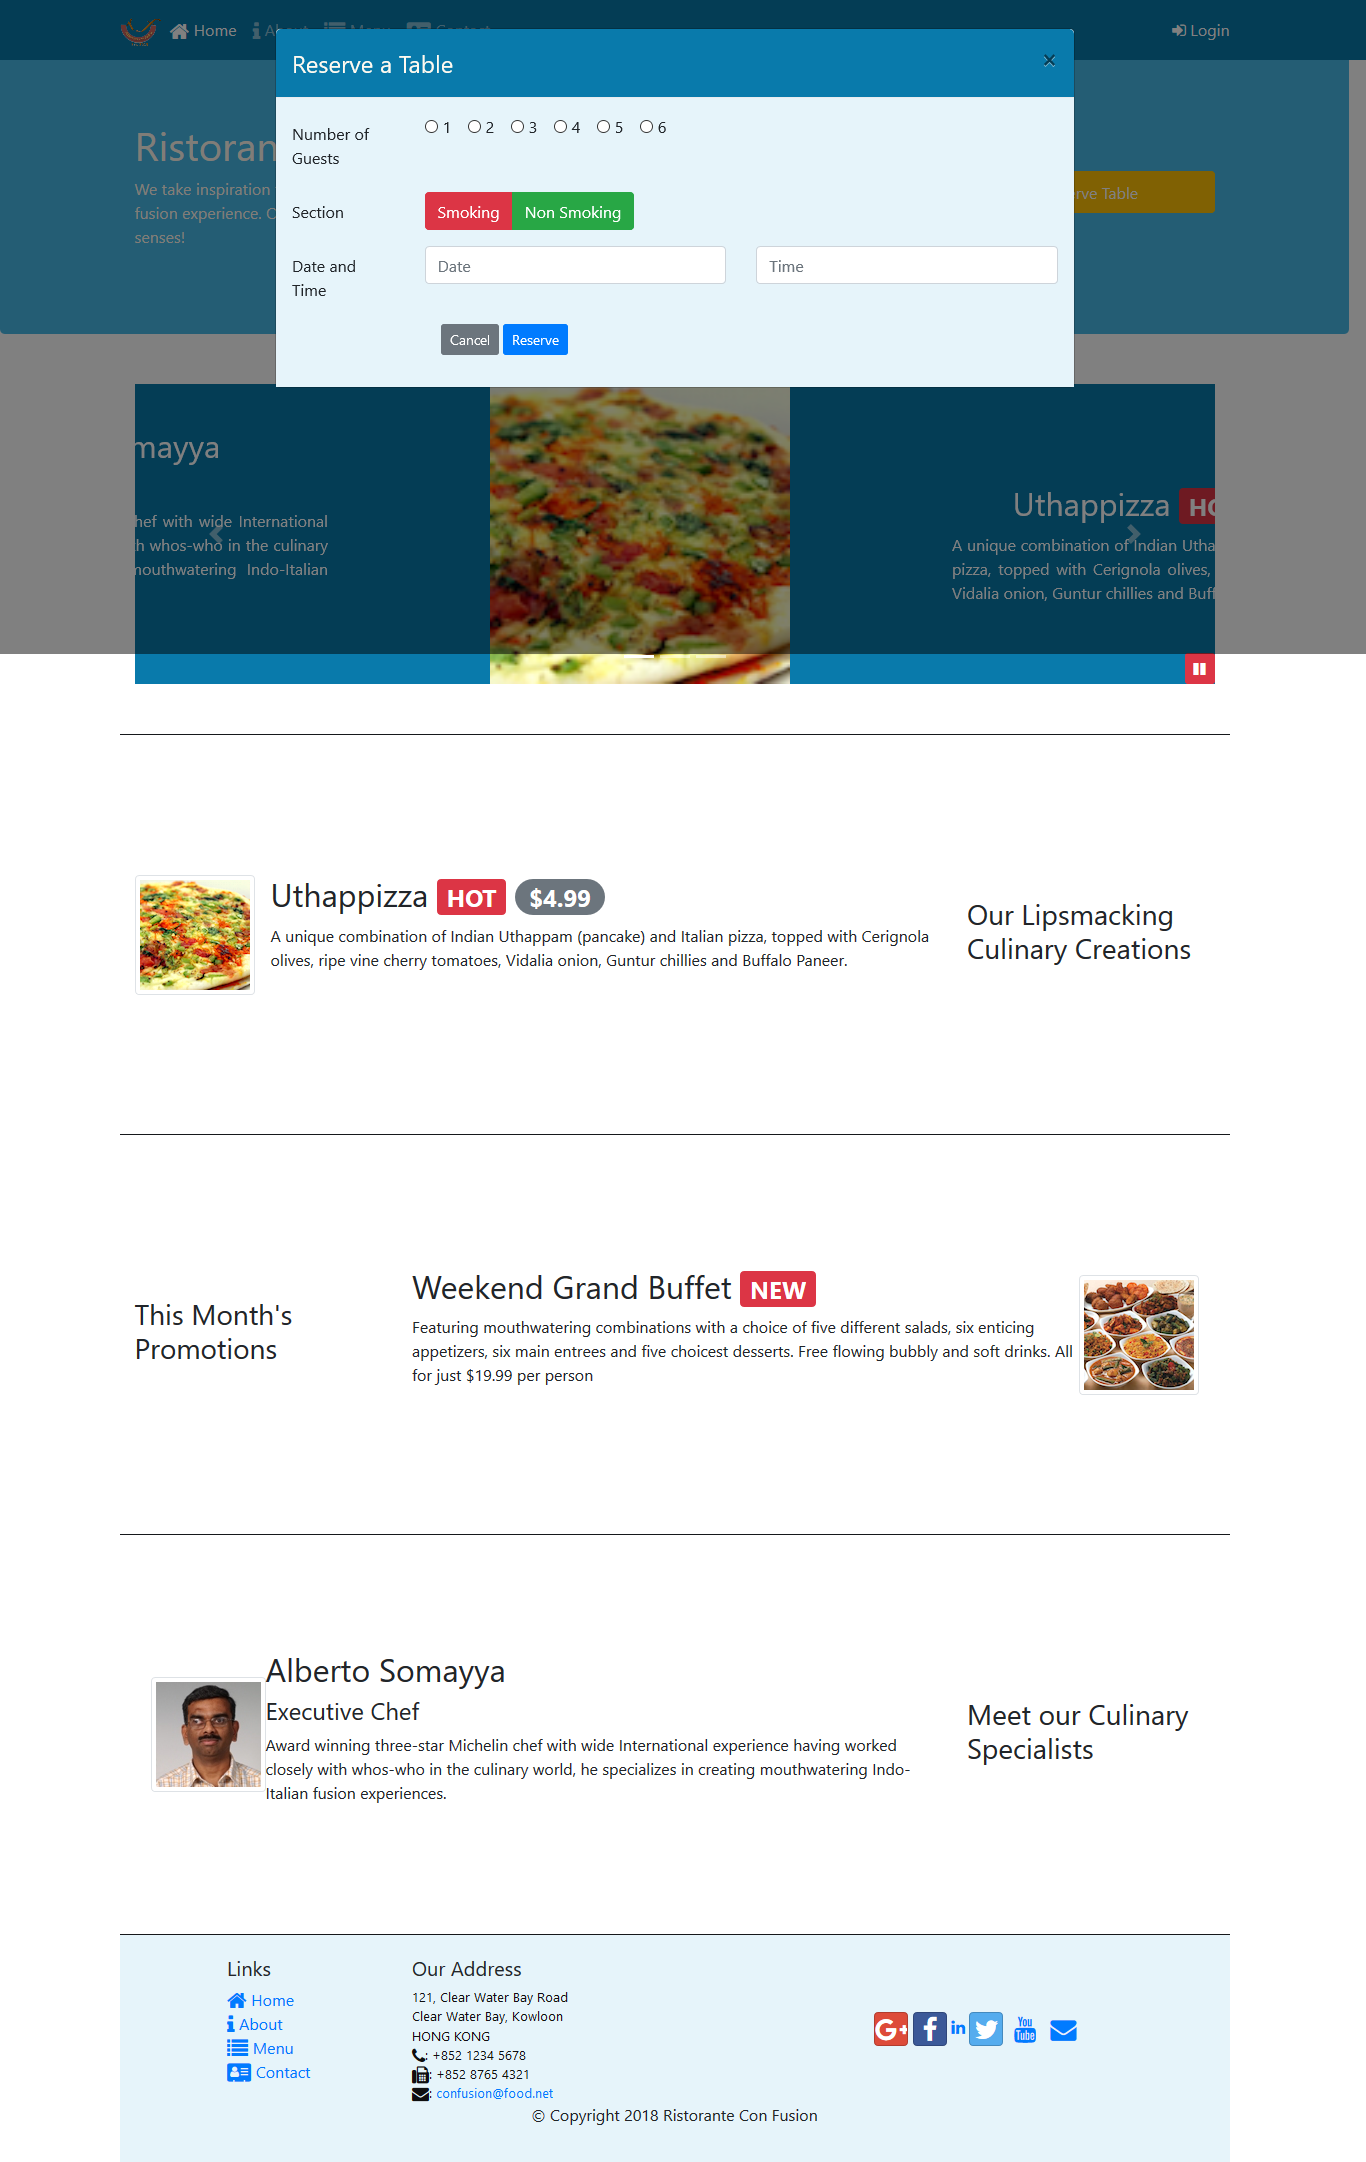 Home
Login
Reserve a Table
×
Ristoran
We take inspiration
fusion experience.
senses!
Number of
Guests
1 2 3 4 5 6
Section
Smoking Non Smoking
Date and
Time
Date
Time
Cancel Reserve
Table
mayya
hef with wide International
whos-who in the culinary
mouthwatering Indo-Italian
Uthappizza
A unique combination of Indian Utha
pizza, topped with Cerignola olives,
Vidalia onion, Guntur chillies and Buff
Uthappizza HOT $4.99
A unique combination of Indian Uthappam (pancake) and Italian pizza, topped with Cerignola
olives, ripe vine cherry tomatoes, Vidalia onion, Guntur chillies and Buffalo Paneer.
Our Lipsmacking
Culinary Creations
This Month's
Promotions
Weekend Grand Buffet NEW
Featuring mouthwatering combinations with a choice of five different salads, six enticing
appetizers, six main entrees and five choicest desserts. Free flowing bubbly and soft drinks. All
for just $19.99 per person
Alberto Somayya
Executive Chef
Award winning three-star Michelin chef with wide International experience having worked
closely with whos-who in the culinary world, he specializes in creating mouthwatering Indo-
Italian fusion experiences.
Meet our Culinary
Specialists
Links
Home
About
Menu
Contact
Our Address
121, Clear Water Bay Road
Clear Water Bay, Kowloon
HONG KONG
: +852 1234 5678
: +852 8765 4321
: confusion@food.net
G+ f in You Tube
© Copyright 2018 Ristorante Con Fusion